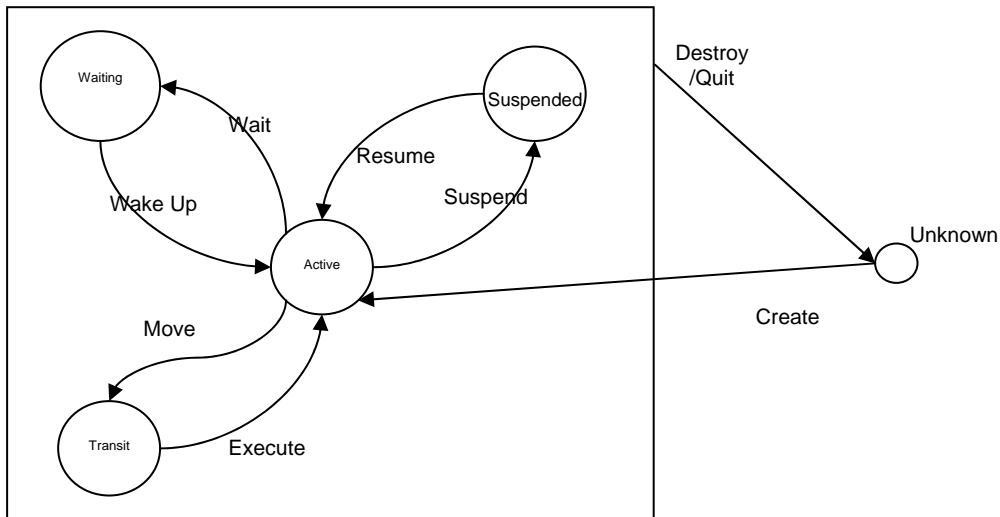 Waiting
Wait
Wake Up
Suspended
Resume
Suspend
Active
Move
Transit
Execute
Destroy
/Quit
Unknown
Create